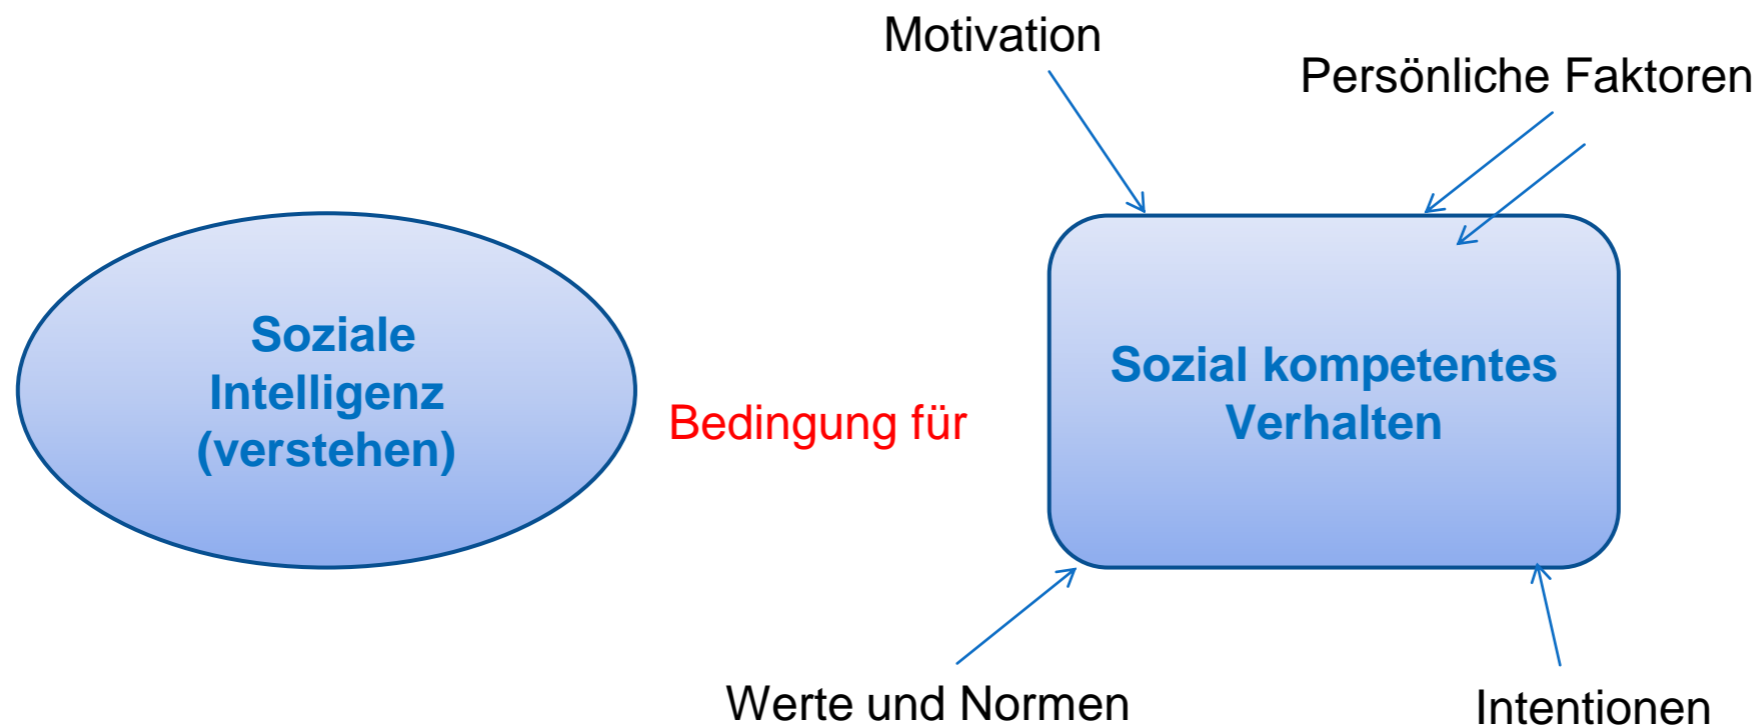 Motivation
Persönliche Faktoren
Soziale
Intelligenz
(verstehen)
Bedingung für
Sozial kompetentes
Verhalten
Werte und Normen
Intentionen